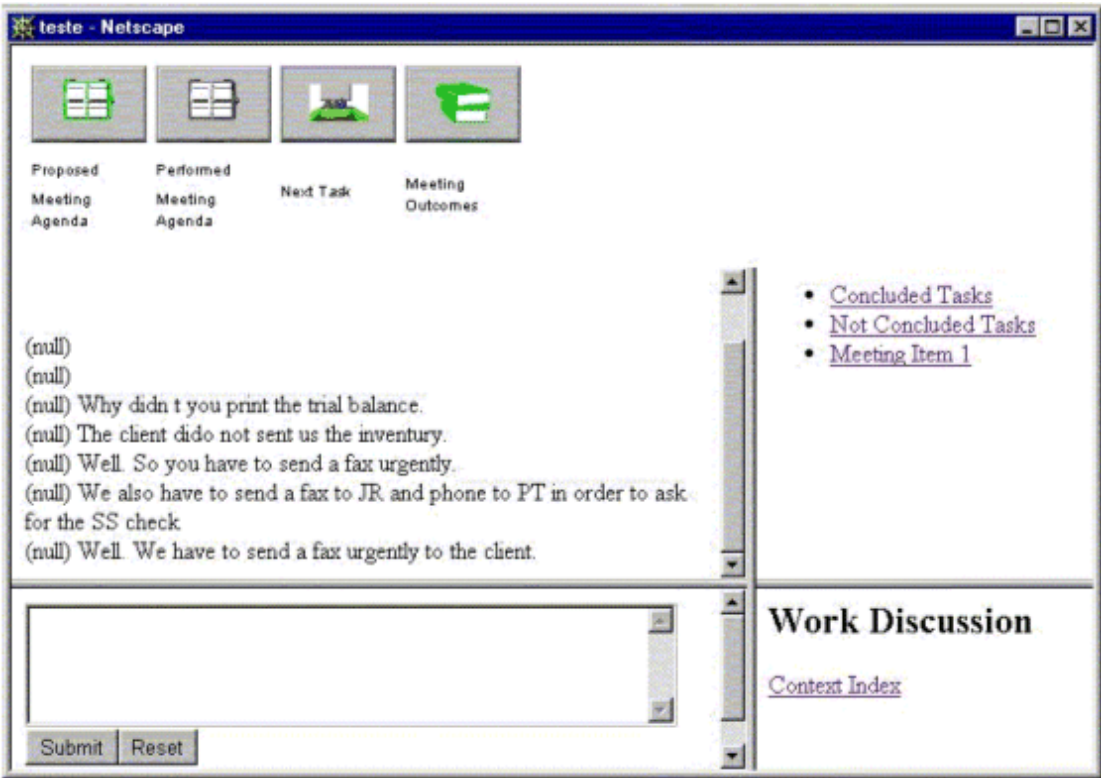 teste - Netscape
Proposed
Meeting
Agenda
Performed
Meeting
Agenda
Next Task
Meeting
Outcomes
(null)
(null)
(null) Why didn t you print the trial balance.
(null) The client dido not sent us the inventury.
(null) Well. So you have to send a fax urgently.
(null) We also have to send a fax to JR and phone to PT in order to ask
for the SS check
(null) Well. We have to send a fax urgently to the client.
• Concluded Tasks
• Not Concluded Tasks
• Meeting Item 1
Submit Reset
Work Discussion
Context Index